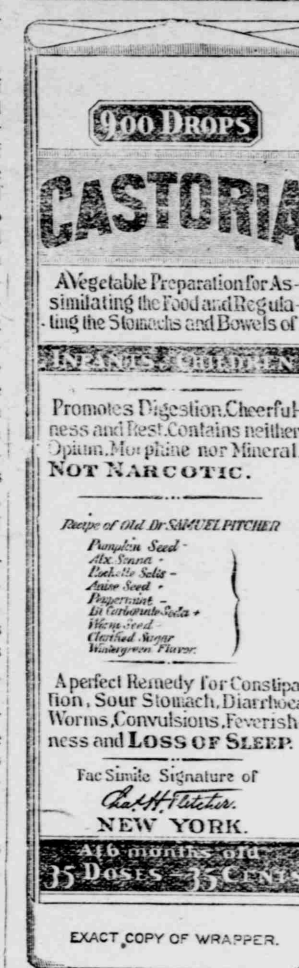 900 DROPS
CASTORIA
AVegetable Preparation for As-
similating the Food and Regula-
ting the Stomachs and Bowels of
INFANTS & CHILDREN
Promotes Digestion, Cheerful-
ness and Rest. Contains neither
Opium, Morphine nor Mineral.
NOT NARCOTIC.
Recipe of Old Dr SAMUEL PITCHER
Pumpkin Seed -
Alx. Senna -
Rochelle Salts -
Anise Seed +
Peppermint -
Bi Carbonate Soda +
Worm Seed -
Clarified Sugar
Wintergreen Flavor.
A perfect Remedy for Constipa
tion, Sour Stomach, Diarrhoea
Worms, Convulsions, Feverish
ness and LOSS OF SLEEP.
Fac Simile Signature of
Chas. H. Fletcher.
NEW YORK.
At 6 months old
35 DOSES - 35 CENTS
EXACT COPY OF WRAPPER.